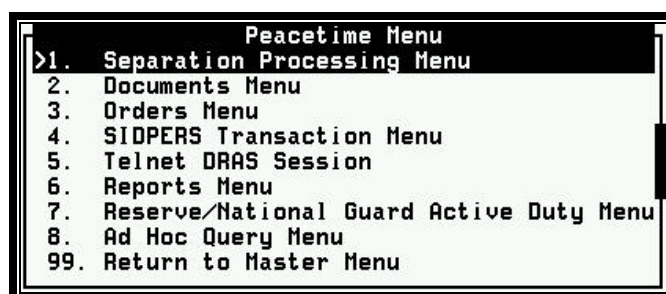 Peacetime Menu
>1. Separation Processing Menu
2. Documents Menu
3. Orders Menu
4. SIDPERS Transaction Menu
5. Telnet DRAS Session
6. Reports Menu
7. Reserve/National Guard Active Duty Menu
8. Ad Hoc Query Menu
99. Return to Master Menu